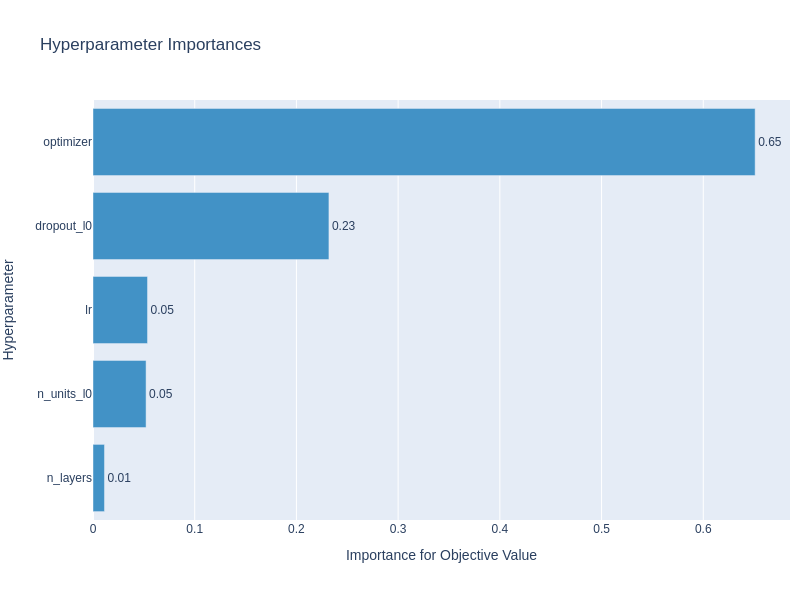 Hyperparameter Importances
Hyperparameter
optimizer
0.65
dropout_l0
0.23
lr
0.05
n_units_l0
0.05
n_layers
0.01
0 0.1 0.2 0.3 0.4 0.5 0.6
Importance for Objective Value